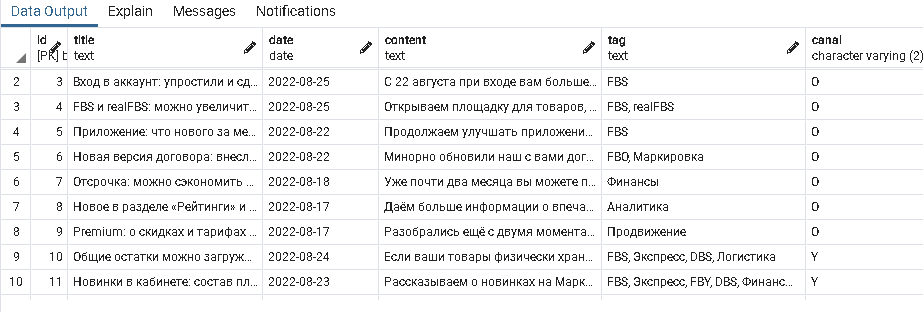 Data Output Explain Messages Notifications
id title date content tag canal
[PK] b text date text text character varying (2)
2 3 Вход в аккаунт: упростили и сд... 2022-08-25 С 22 августа при входе вам больше... FBS O
3 4 FBS и realFBS: можно увеличит... 2022-08-25 Открываем площадку для товаров, ... FBS, realFBS O
4 5 Приложение: что нового за ме... 2022-08-22 Продолжаем улучшать приложени... FBS O
5 6 Новая версия договора: внесл... 2022-08-22 Минорно обновили наш с вами дог... FBO, Маркировка O
6 7 Отсрочка: можно сэкономить ... 2022-08-18 Уже почти два месяца вы можете п... Финансы O
7 8 Новое в разделе «Рейтинги» и ... 2022-08-17 Даём больше информации о впеча... Аналитика O
8 9 Premium: о скидках и тарифах ... 2022-08-17 Разобрались ещё с двумя момента... Продвижение O
9 10 Общие остатки можно загруж... 2022-08-24 Если ваши товары физически хран... FBS, Экспресс, DBS, Логистика Y
10 11 Новинки в кабинете: состав пл... 2022-08-23 Рассказываем о новинках на Марк... FBS, Экспресс, FBY, DBS, Финанс... Y